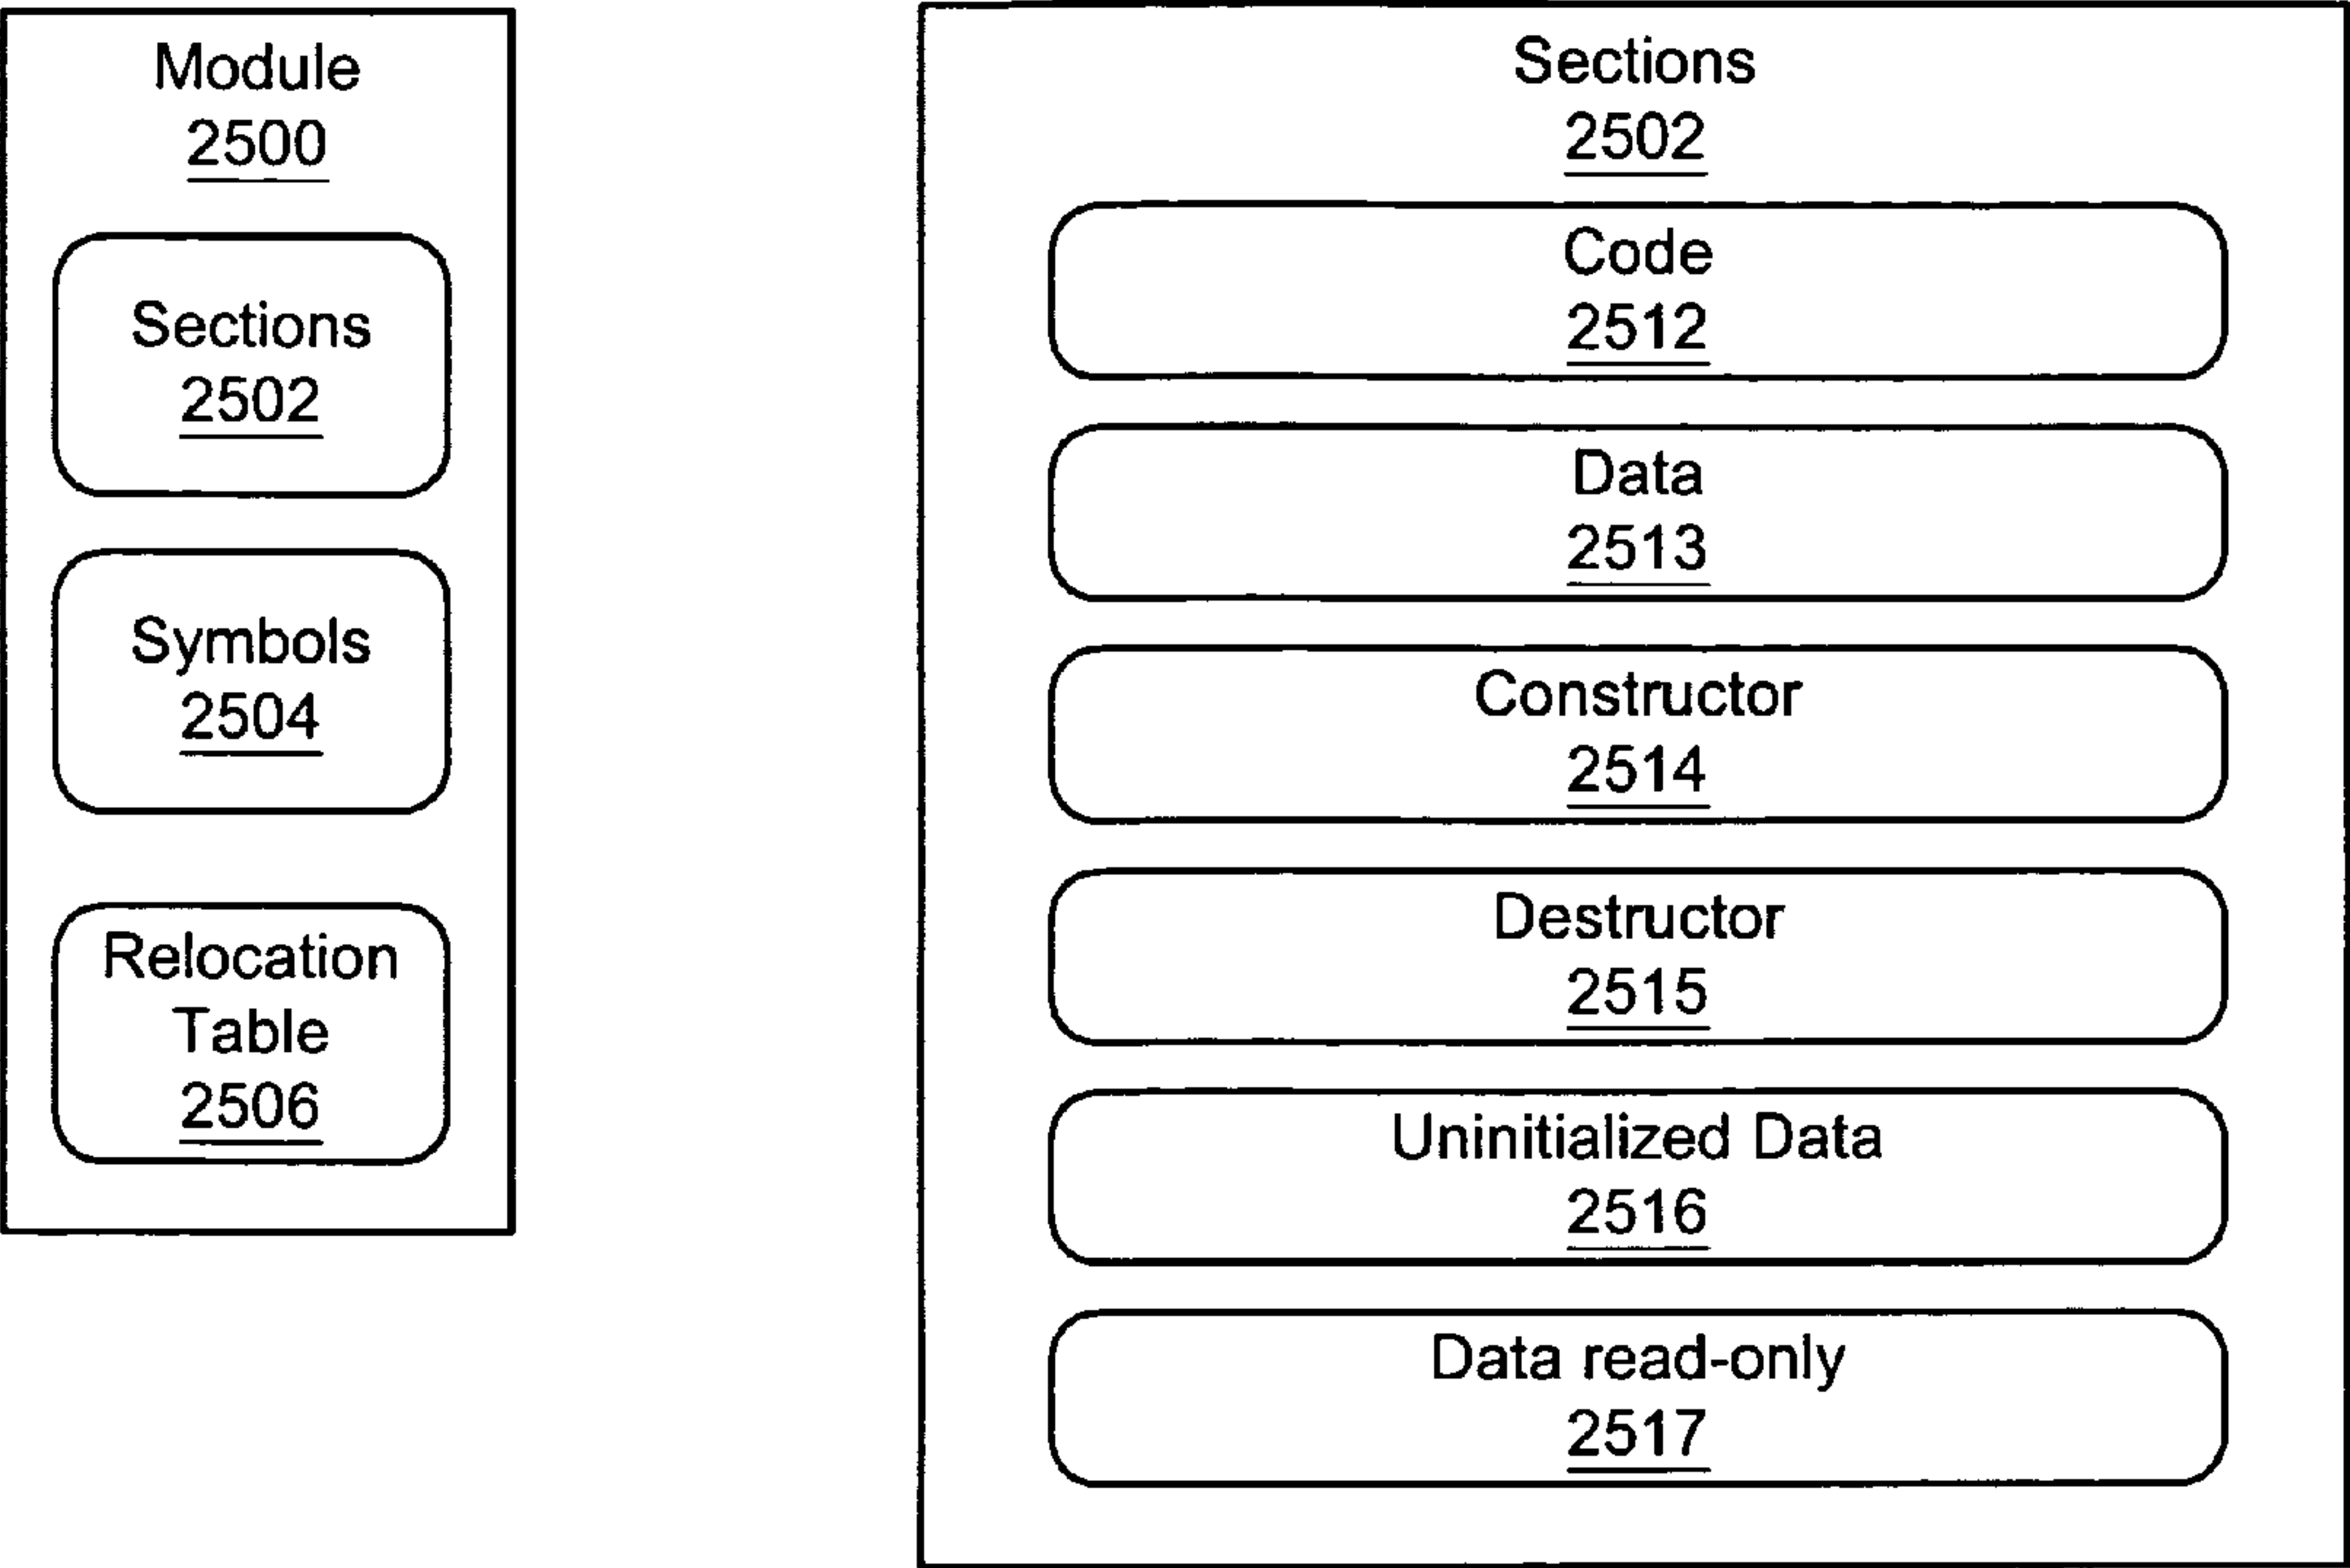 Module
2500
Sections
2502
Symbols
2504
Relocation
Table
2506
Sections
2502
Code
2512
Data
2513
Constructor
2514
Destructor
2515
Uninitialized Data
2516
Data read-only
2517